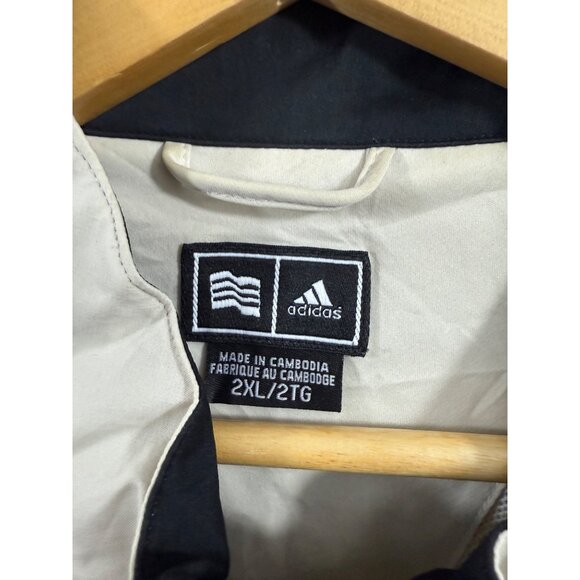 adidas
MADE IN CAMBODIA
FABRIQUE AU CAMBODGE
2XL/2TG